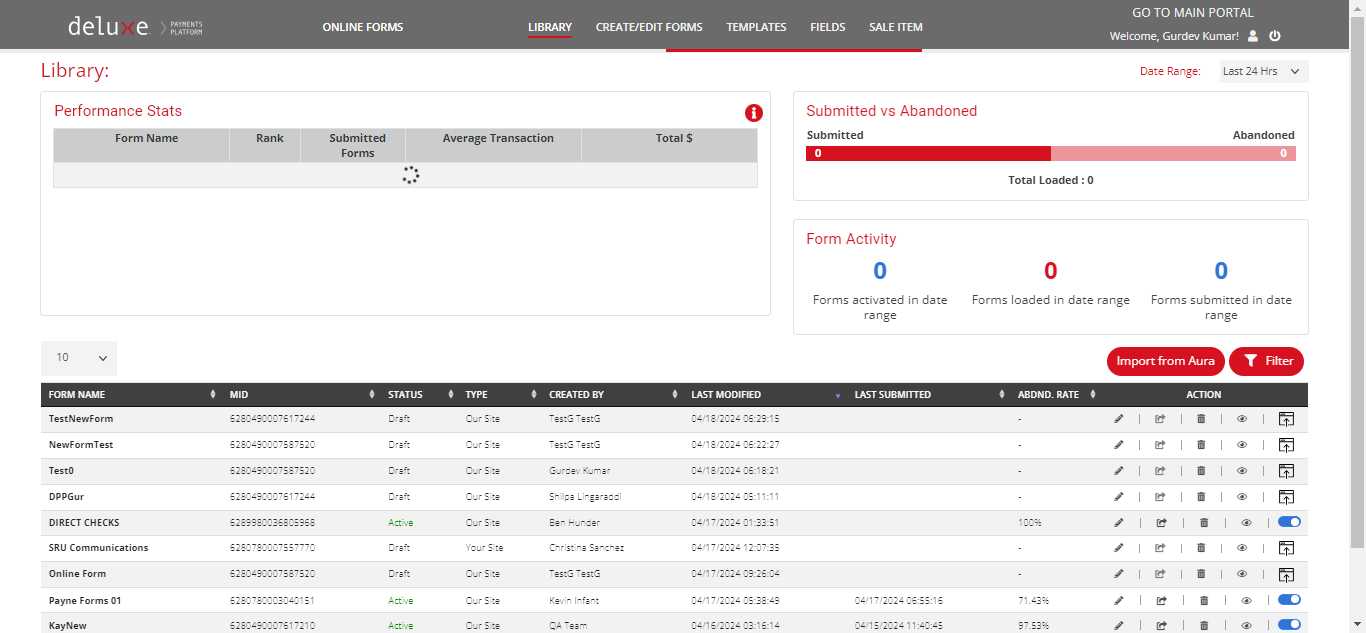 deluxe PAYMENTS PLATFORM
ONLINE FORMS LIBRARY CREATE/EDIT FORMS TEMPLATES FIELDS SALE ITEM
GO TO MAIN PORTAL
Welcome, Gurdev Kumar!
Library:
Date Range: Last 24 Hrs
Performance Stats
Form Name Rank Submitted Forms Average Transaction Total $
Submitted vs Abandoned
Submitted Abandoned
0 0
Total Loaded : 0
Form Activity
0 0 0
Forms activated in date range Forms loaded in date range Forms submitted in date range
10
Import from Aura Filter
FORM NAME MID STATUS TYPE CREATED BY LAST MODIFIED LAST SUBMITTED ABDND. RATE ACTION
TestNewForm 6280490007617244 Draft Our Site TestG TestG 04/18/2024 06:29:15 -
NewFormTest 6280490007587520 Draft Our Site TestG TestG 04/18/2024 06:22:27 -
Test0 6280490007587520 Draft Our Site Gurdev Kumar 04/18/2024 06:18:21 -
DPPGur 6280490007617244 Draft Our Site Shilpa Lingaraddi 04/18/2024 05:11:11 -
DIRECT CHECKS 6289980036805968 Active Our Site Ben Hunder 04/17/2024 01:33:51 100%
SRU Communications 6280780007557770 Draft Your Site Christina Sanchez 04/17/2024 12:07:35 -
Online Form 6280490007587520 Draft Our Site TestG TestG 04/17/2024 09:26:04 -
Payne Forms 01 6280780003040151 Active Our Site Kevin Infant 04/17/2024 05:38:49 04/17/2024 06:55:16 71.43%
KayNew 6280490007617210 Active Our Site QA Team 04/16/2024 03:16:14 04/15/2024 11:40:45 97.53%